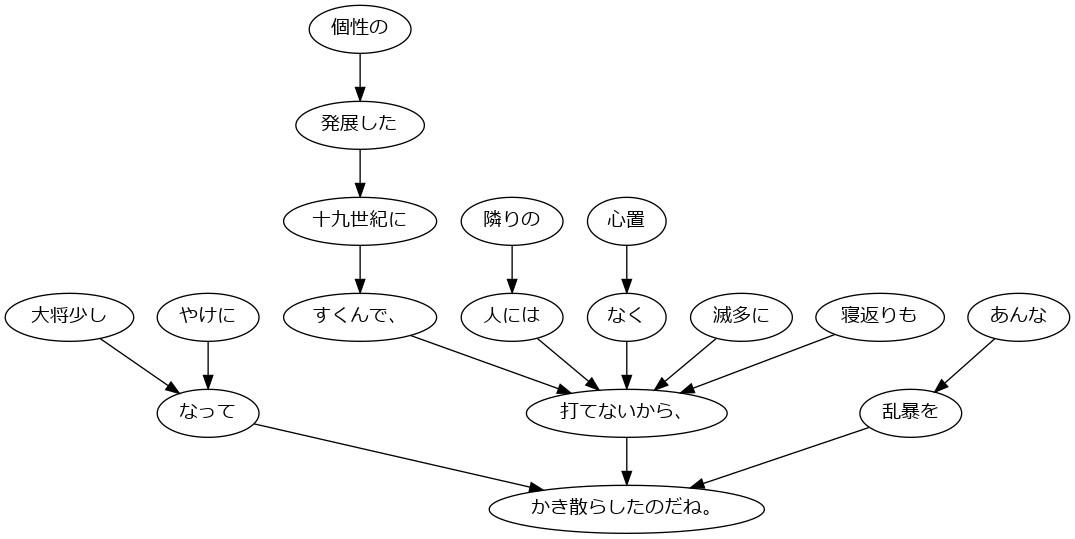 個性の
発展した
十九世紀に
隣りの
心置
大将少し
やけに
すくんで、
人には
なく
滅多に
寝返りも
あんな
なって
打てないから、
乱暴を
かき散らしたのだね。